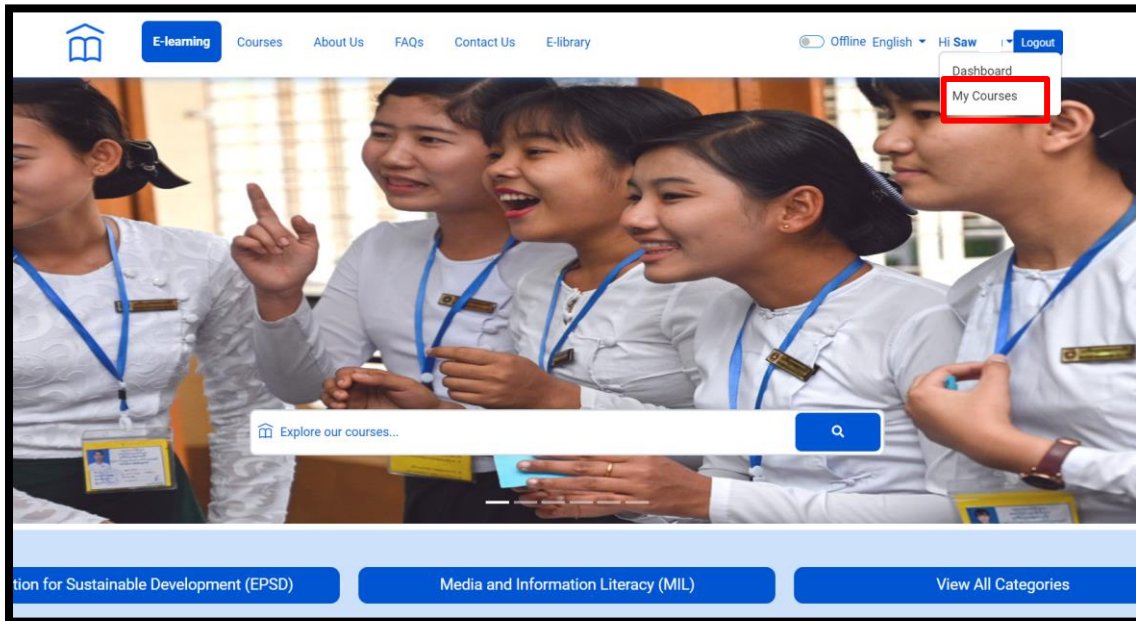 E-learning Courses About Us FAQs Contact Us E-library Offline English Hi Saw Logout
Dashboard
My Courses
Explore our courses...
tion for Sustainable Development (EPSD) Media and Information Literacy (MIL) View All Categories